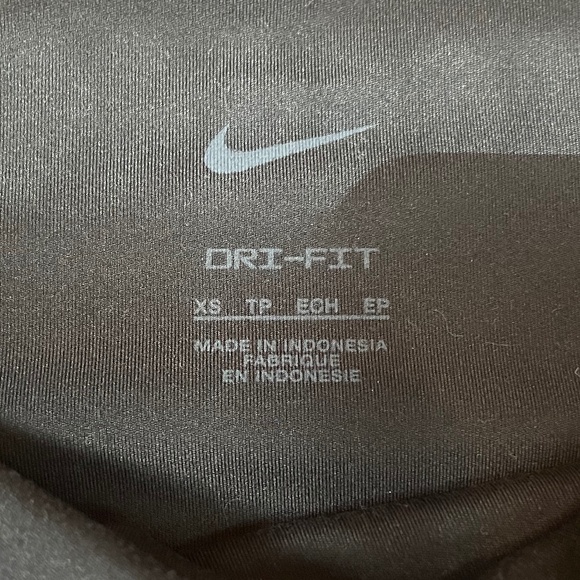 DRI-FIT
XS TP ECH EP
MADE IN INDONESIA
FABRIQUE
EN INDONESIE